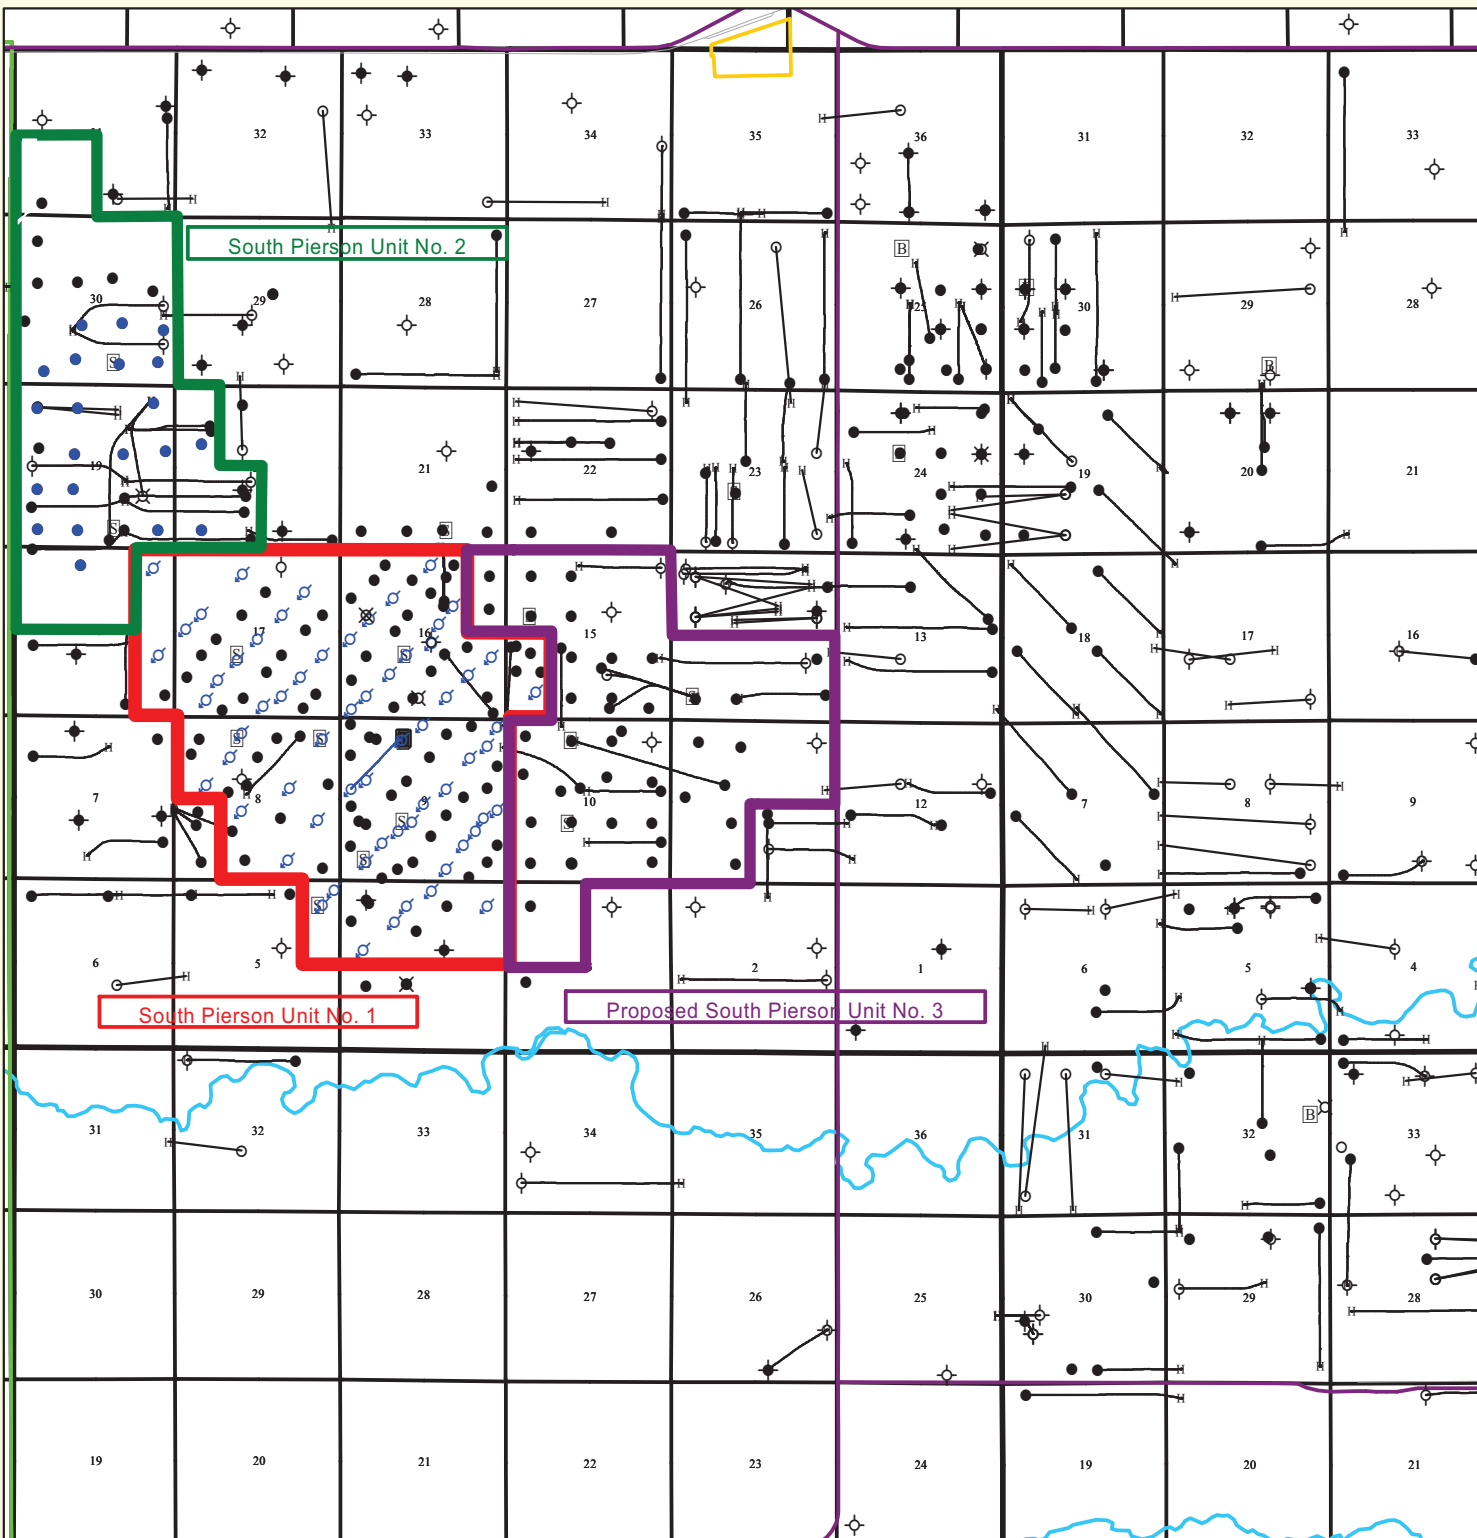 31 32 33 34 35 36 31 32 33
South Pierson Unit No. 2
30 29 28 27 26 25 30 29 28
19 21 22 23 24 19 20 21
17 16 15 13 18 17 16
7 8 9 10 12 7 8 9
6 5 2 1 6 5 4
South Pierson Unit No. 1
Proposed South Pierson Unit No. 3
31 32 33 34 35 36 31 32 33
30 29 28 27 26 25 30 29 28
19 20 21 22 23 24 19 20 21